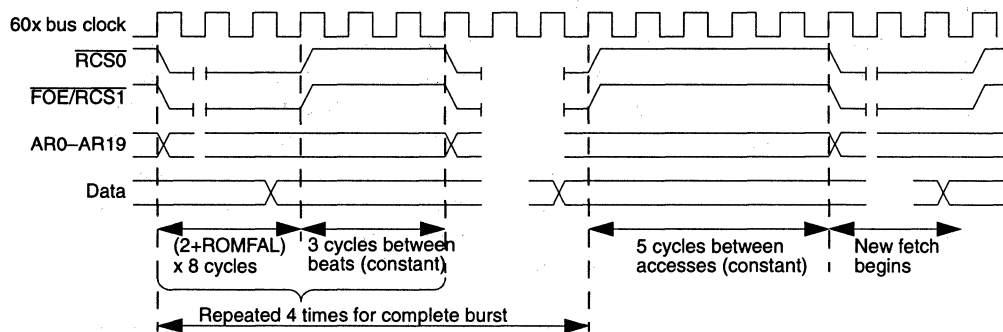 60x bus clock
RCS0
FOE/RCS1
AR0–AR19
Data
(2+ROMFAL)
x 8 cycles
3 cycles between
beats (constant)
5 cycles between
accesses (constant)
New fetch
begins
Repeated 4 times for complete burst